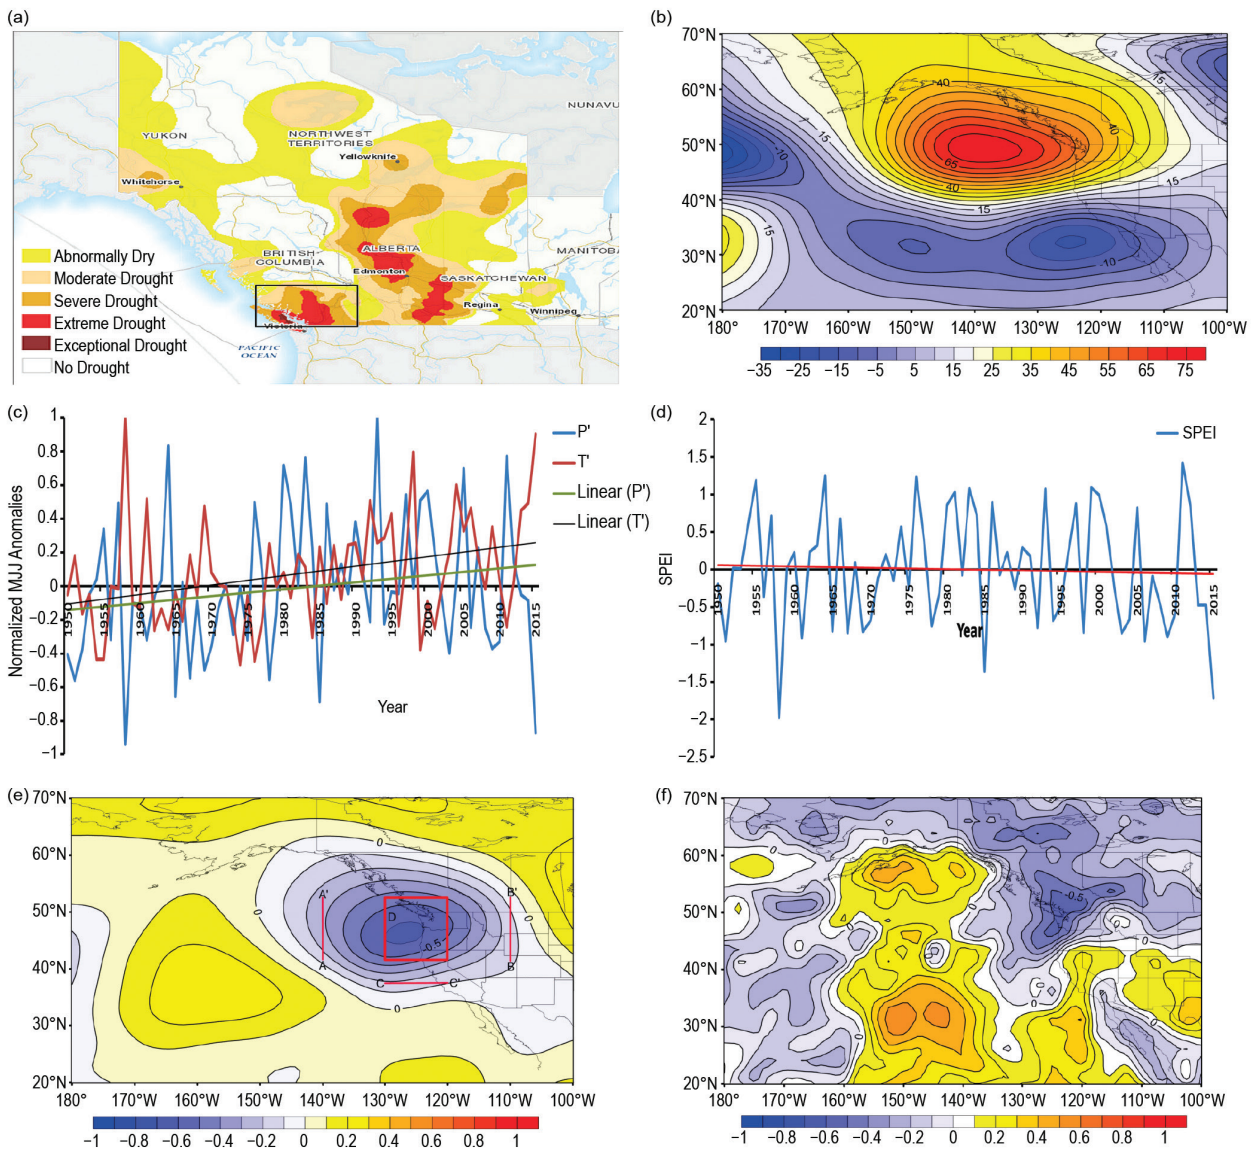 (a)
NUNAVU
YUKON
NORTHWEST
TERRITORIES
Yellowknife
Whitehorse
BRITISH
COLUMBIA
ALBERTA
MANITOBA
Edmonton
SASKATCHEWAN
Regina
Winnipeg
Victoria
PACIFIC
OCEAN
Abnormally Dry
Moderate Drought
Severe Drought
Extreme Drought
Exceptional Drought
No Drought
(b)
70°N
60°N
50°N
40°N
30°N
20°N
40
15
15
40
-10
65
40
15
15
15
-10
180° 170°W 160°W 150°W 140°W 130°W 120°W 110°W 100°W
−35 −25 −15 −5 5 15 25 35 45 55 65 75
(c)
Normalized MJJ Anomalies
1
0.8
0.6
0.4
0.2
0
−0.2
−0.4
−0.6
−0.8
−1
1950 1955 1960 1965 1970 1975 1980 1985 1990 1995 2000 2005 2010 2015
Year
P'
T'
Linear (P')
Linear (T')
(d)
SPEI
2
1.5
1
0.5
0
−0.5
−1
−1.5
−2
−2.5
1950 1955 1960 1965 1970 1975 1980 1985 1990 1995 2000 2005 2010 2015
Year
SPEI
(e)
70°N
60°N
50°N
40°N
30°N
20°N
0
0
A'
B'
D
-0.5
0
A
B
C
C'
0
180° 170°W 160°W 150°W 140°W 130°W 120°W 110°W 100°W
−1 −0.8 −0.6 −0.4 −0.2 0 0.2 0.4 0.6 0.8 1
(f)
70°N
60°N
50°N
40°N
30°N
20°N
0
0
-0.5
0
0
0
0
0
180° 170°W 160°W 150°W 140°W 130°W 120°W 110°W 100°W
−1 −0.8 −0.6 −0.4 −0.2 0 0.2 0.4 0.6 0.8 1